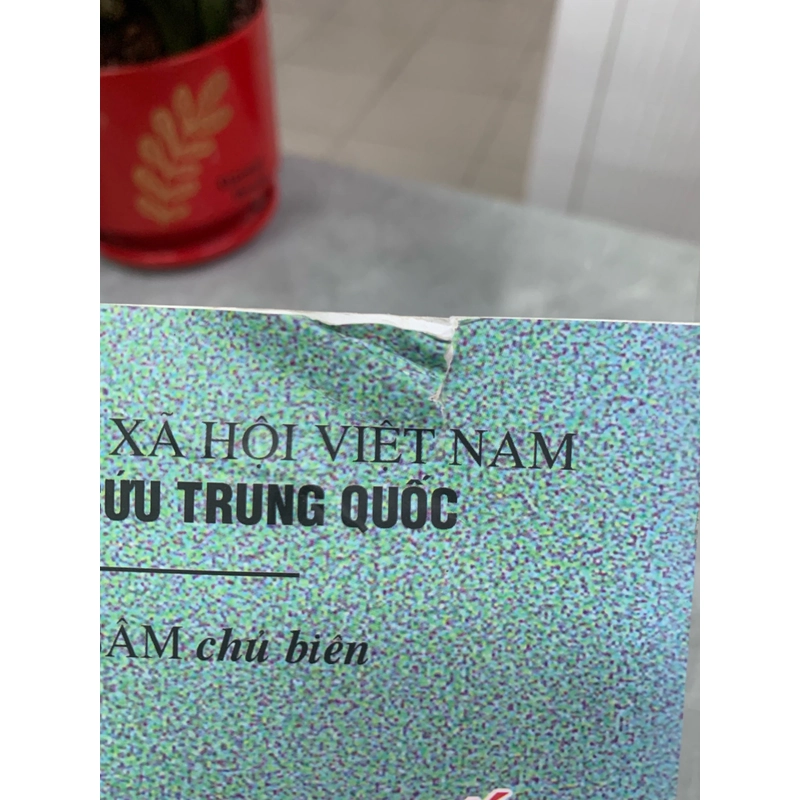 XÃ HỘI VIỆT NAM
ỨU TRUNG QUỐC
ÂM chủ biên